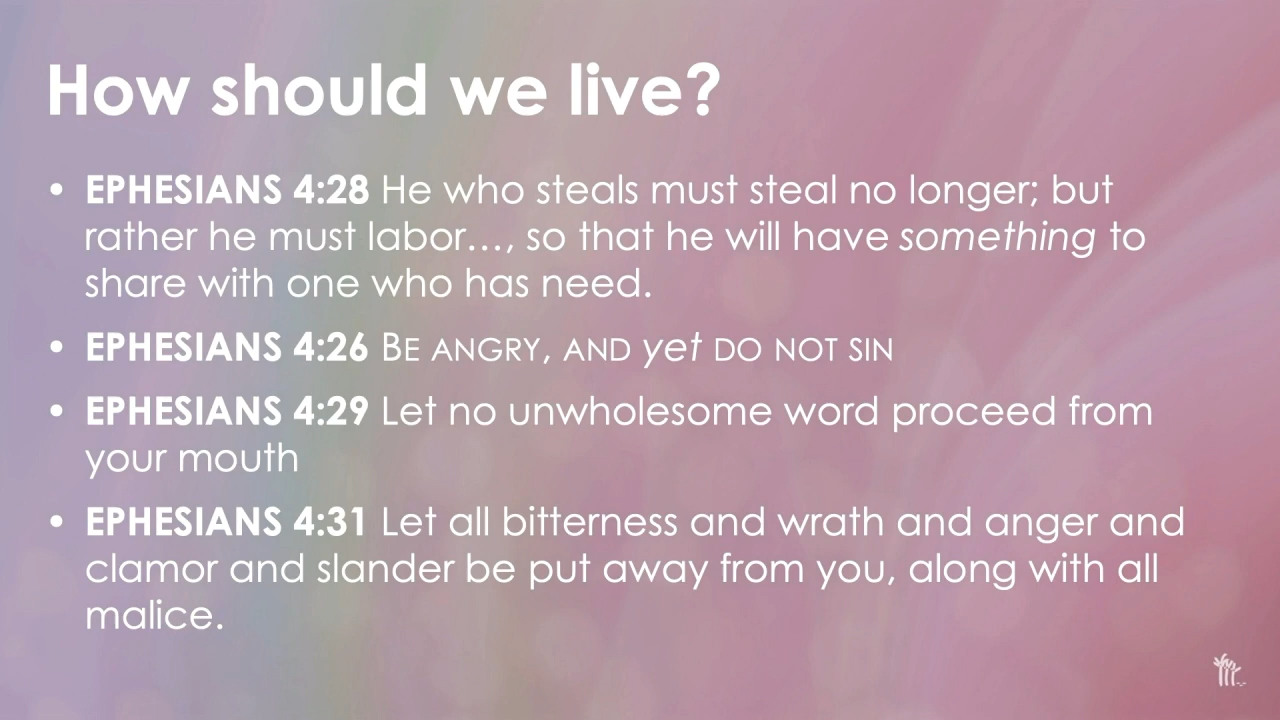 How should we live?
• EPHESIANS 4:28 He who steals must steal no longer; but
rather he must labor…, so that he will have something to
share with one who has need.
• EPHESIANS 4:26 BE ANGRY, AND yet DO NOT SIN
• EPHESIANS 4:29 Let no unwholesome word proceed from
your mouth
• EPHESIANS 4:31 Let all bitterness and wrath and anger and
clamor and slander be put away from you, along with all
malice.